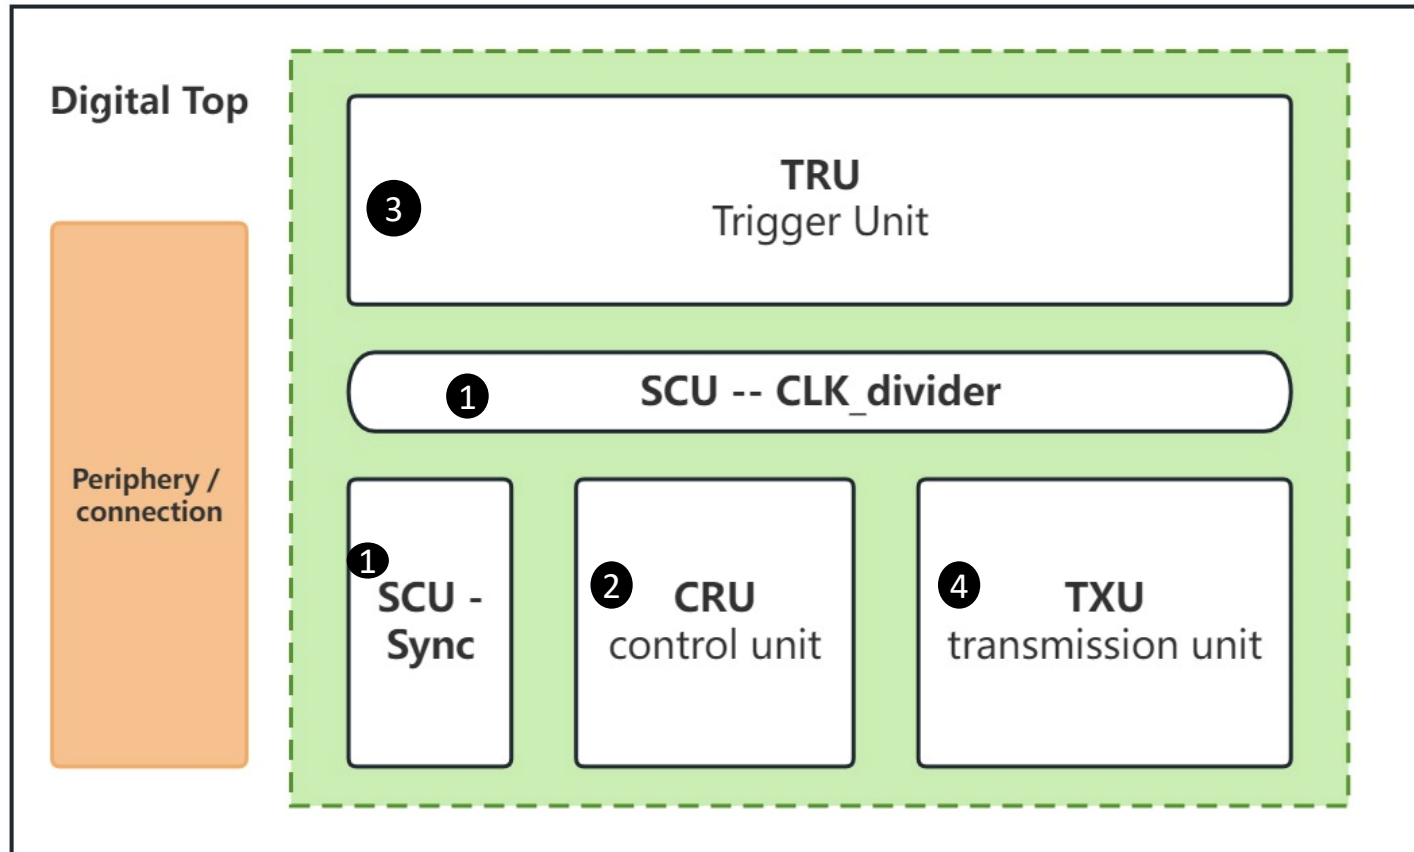 Digital Top
TRU
3
Trigger Unit
1
SCU -- CLK_divider
Periphery /
connection
1
SCU -
Sync
2
CRU
control unit
4
TXU
transmission unit